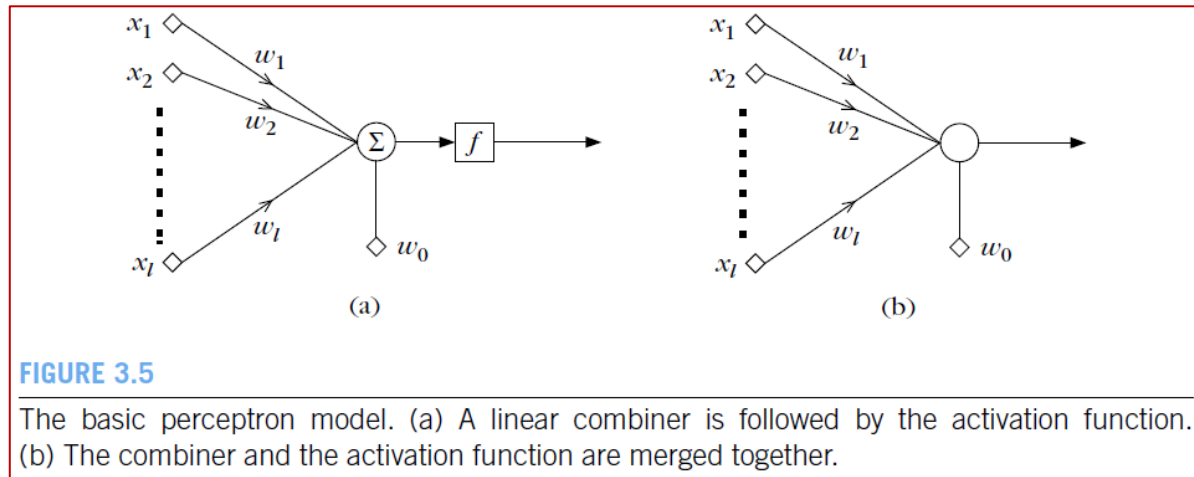 x1
w1
x2
w2
Σ
f
wl
w0
xl
(a)
x1
w1
x2
w2
wl
w0
xl
(b)
FIGURE 3.5
The basic perceptron model. (a) A linear combiner is followed by the activation function.
(b) The combiner and the activation function are merged together.